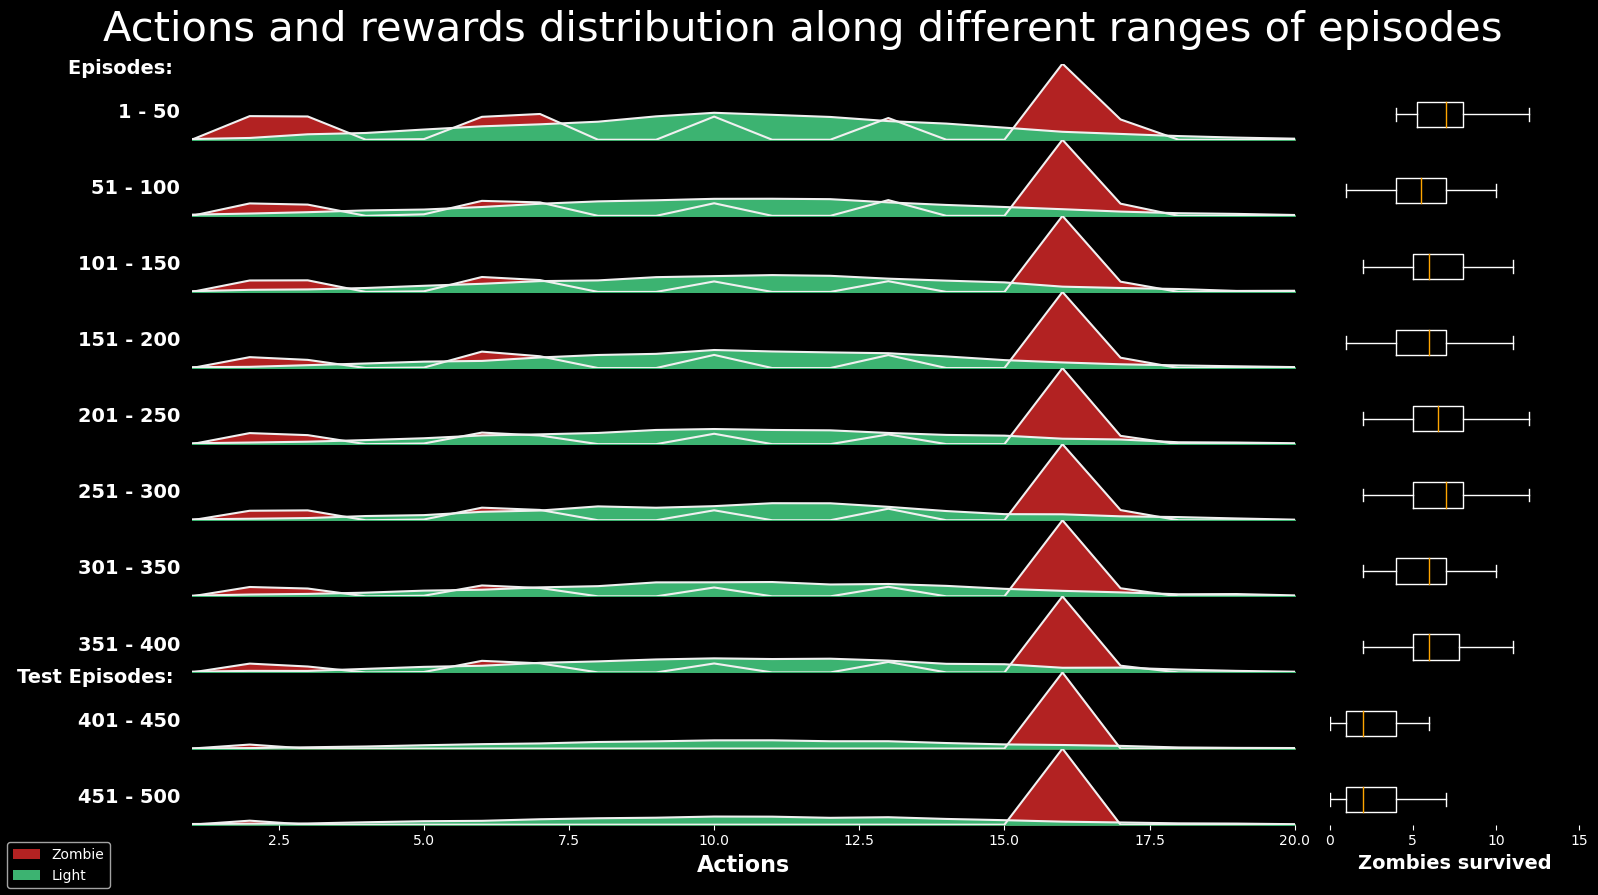 Actions and rewards distribution along different ranges of episodes
Episodes:
1 - 50
51 - 100
101 - 150
151 - 200
201 - 250
251 - 300
301 - 350
351 - 400
Test Episodes:
401 - 450
451 - 500
2.5 5.0 7.5 10.0 12.5 15.0 17.5 20.0 0 5 10 15
Actions
Zombies survived
Zombie
Light